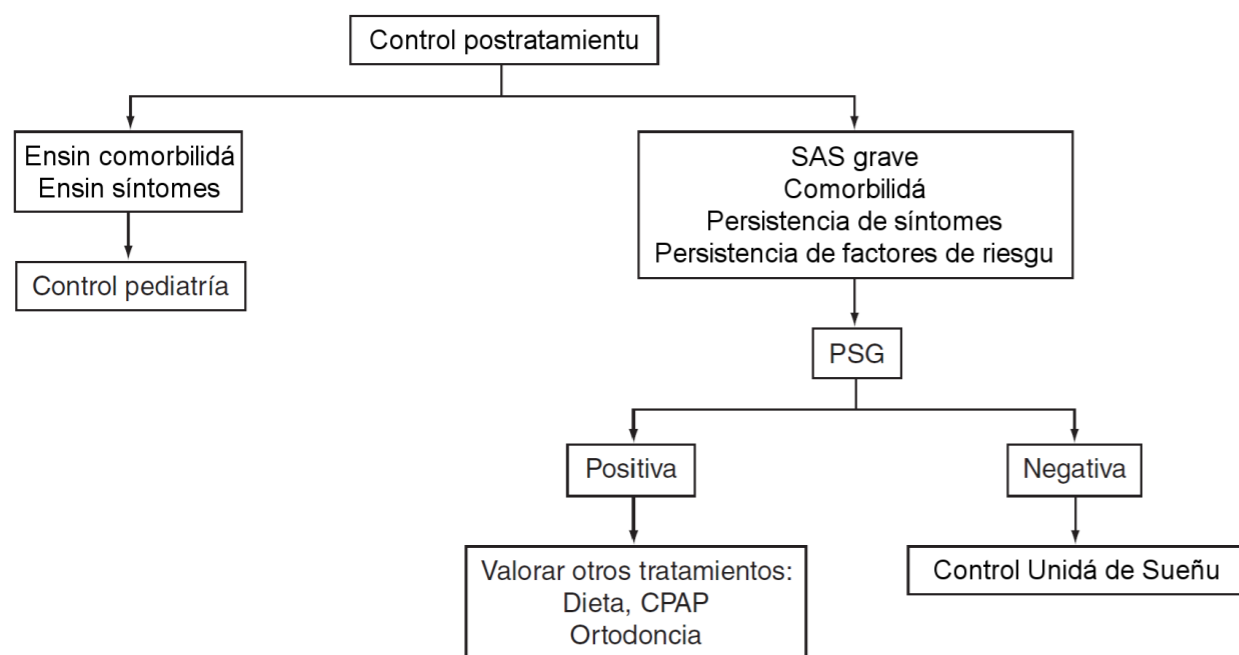 Control postratamientu
Ensin comorbilidá
Ensin síntomes
Control pediatría
SAS grave
Comorbilidá
Persistencia de síntomes
Persistencia de factores de riesgu
PSG
Positiva
Negativa
Valorar otros tratamientos:
Dieta, CPAP
Ortodoncia
Control Unidá de Sueñu